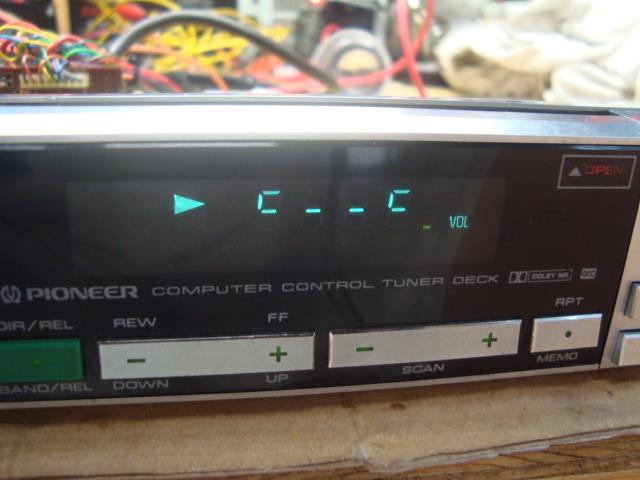 ▲ OPEN
C _ _ C
VOL
PIONEER COMPUTER CONTROL TUNER DECK DOLBY NR
DIR/REL REW FF RPT
- + - + 
BAND/REL DOWN UP SCAN MEMO